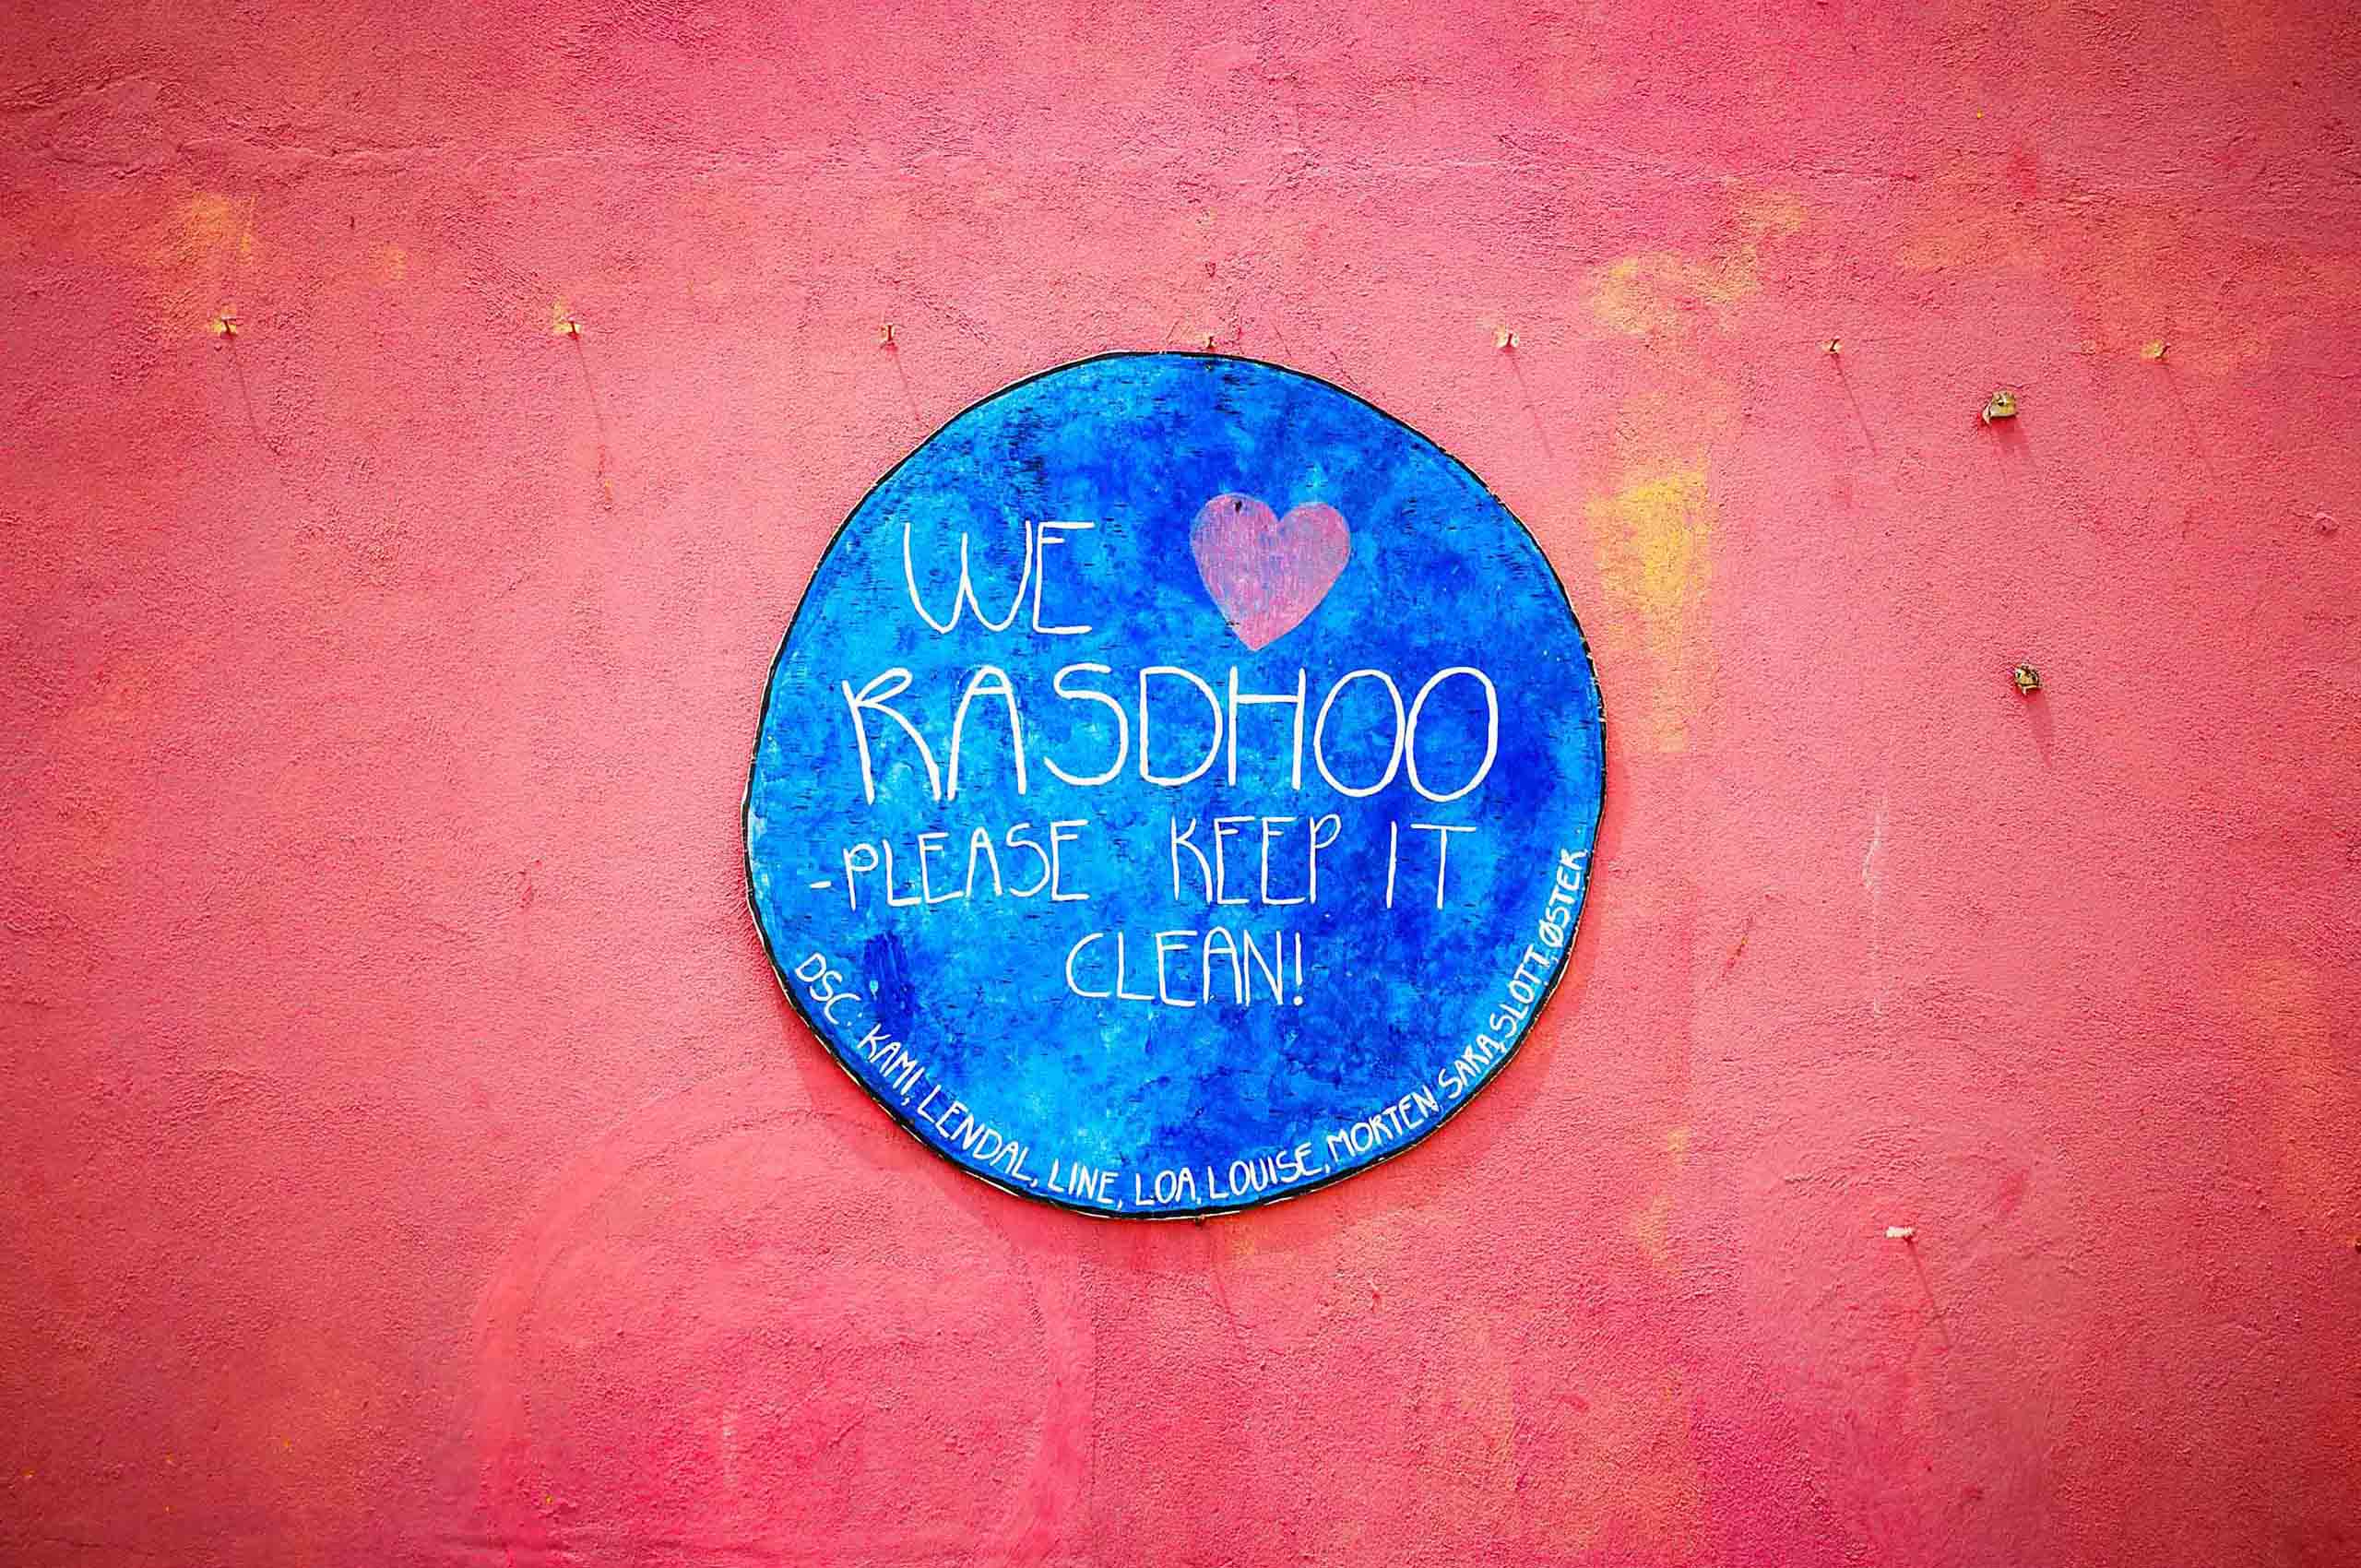 WE ❤
RASDHOO
-PLEASE KEEP IT
CLEAN!
DSC: KAMI, LENDAL, LINE, LOA, LOUISE, MORTEN, SARA, SLOTT, ØSTER